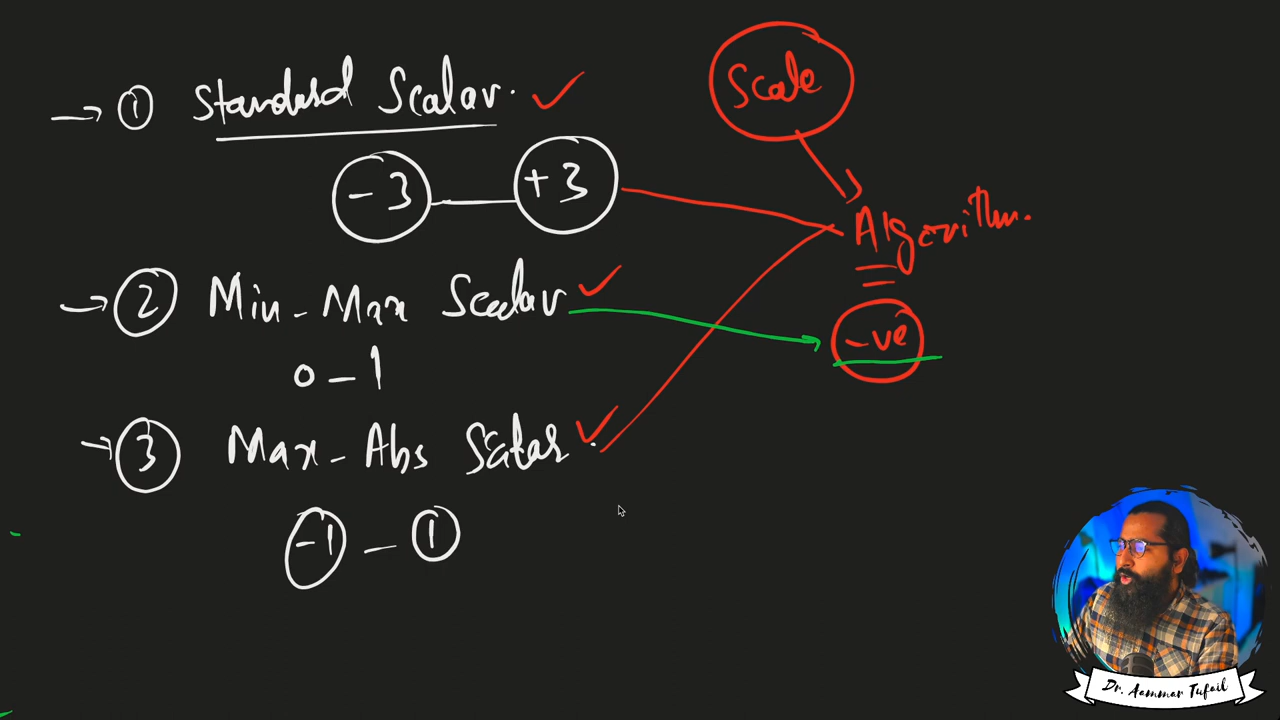 → ① Standard Scalar.
-3 — +3
→ ② Min-Max Scalar
0 - 1
→ ③ Max-Abs Scalar
-1 — 1
Scale
Algorithm.
-ve
Dr. Aammar Tufail